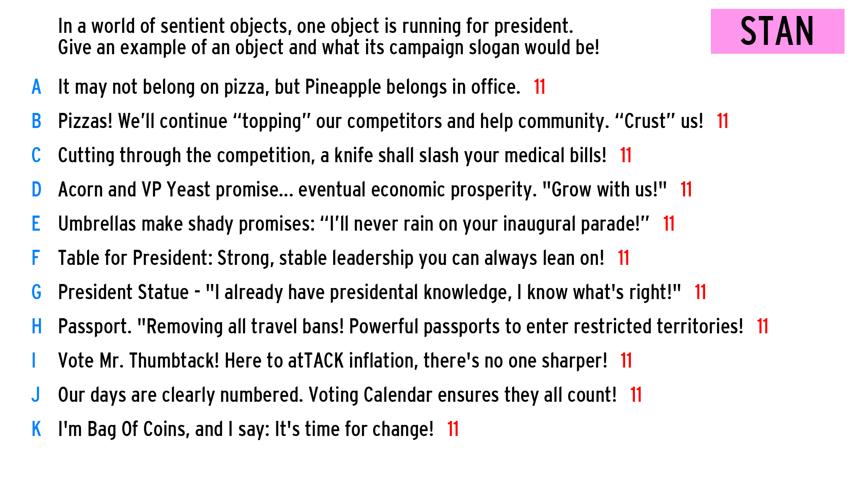 In a world of sentient objects, one object is running for president.
Give an example of an object and what its campaign slogan would be!
STAN
A It may not belong on pizza, but Pineapple belongs in office. 11
B Pizzas! We’ll continue “topping” our competitors and help community. “Crust” us! 11
C Cutting through the competition, a knife shall slash your medical bills! 11
D Acorn and VP Yeast promise... eventual economic prosperity. "Grow with us!" 11
E Umbrellas make shady promises: “I’ll never rain on your inaugural parade!” 11
F Table for President: Strong, stable leadership you can always lean on! 11
G President Statue - "I already have presidental knowledge, I know what's right!" 11
H Passport. "Removing all travel bans! Powerful passports to enter restricted territories! 11
I Vote Mr. Thumbtack! Here to atTACK inflation, there's no one sharper! 11
J Our days are clearly numbered. Voting Calendar ensures they all count! 11
K I'm Bag Of Coins, and I say: It's time for change! 11